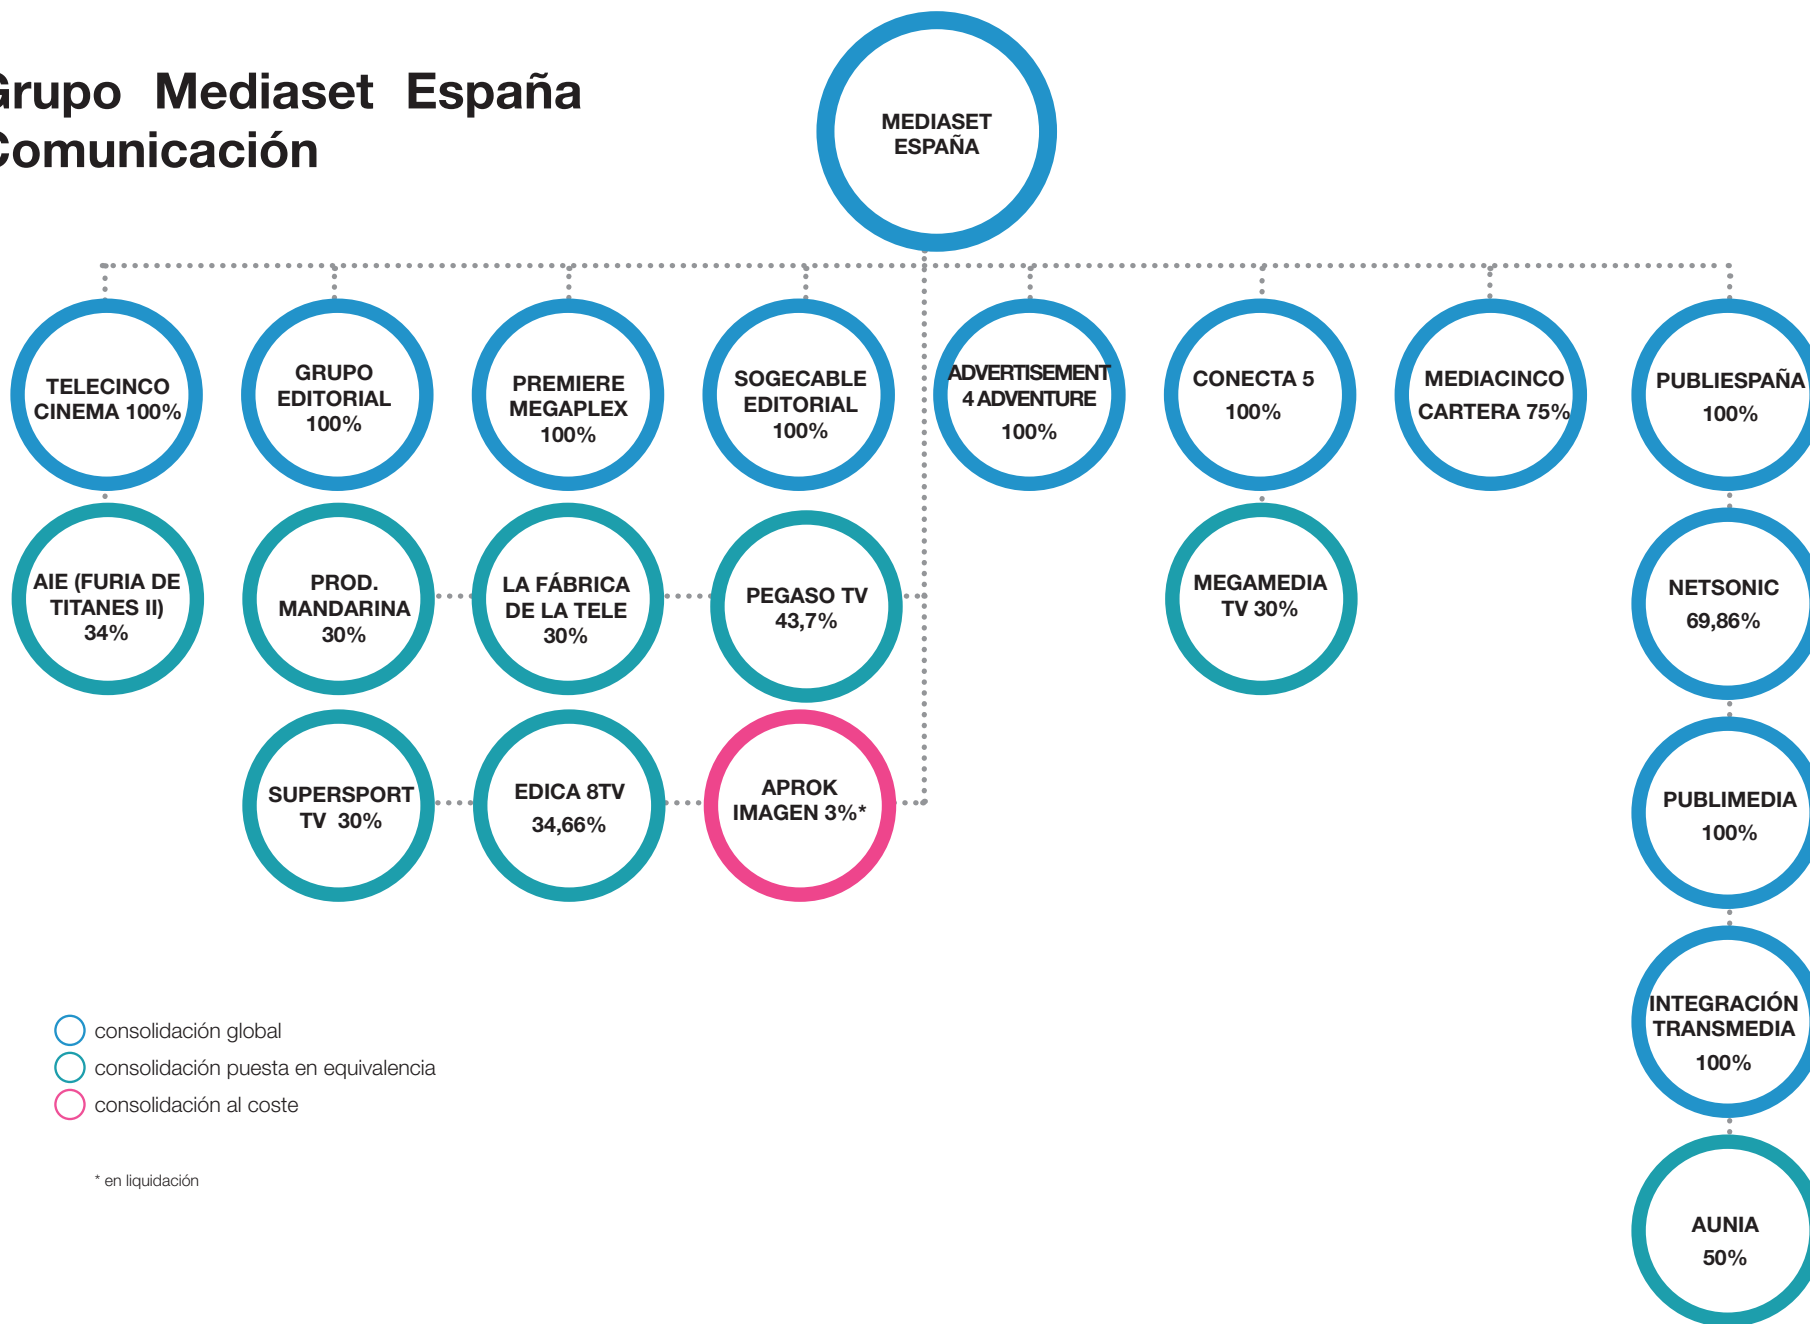 Grupo Mediaset España
Comunicación
MEDIASET
ESPAÑA
TELECINCO
CINEMA 100%
GRUPO
EDITORIAL
100%
PREMIERE
MEGAPLEX
100%
SOGECABLE
EDITORIAL
100%
ADVERTISEMENT
4 ADVENTURE
100%
CONECTA 5
100%
MEDIACINCO
CARTERA 75%
PUBLIESPAÑA
100%
AIE (FURIA DE
TITANES II)
34%
PROD.
MANDARINA
30%
LA FÁBRICA
DE LA TELE
30%
PEGASO TV
43,7%
MEGAMEDIA
TV 30%
NETSONIC
69,86%
SUPERSPORT
TV 30%
EDICA 8TV
34,66%
APROK
IMAGEN 3%*
PUBLIMEDIA
100%
INTEGRACIÓN
TRANSMEDIA
100%
AUNIA
50%
consolidación global
consolidación puesta en equivalencia
consolidación al coste
* en liquidación